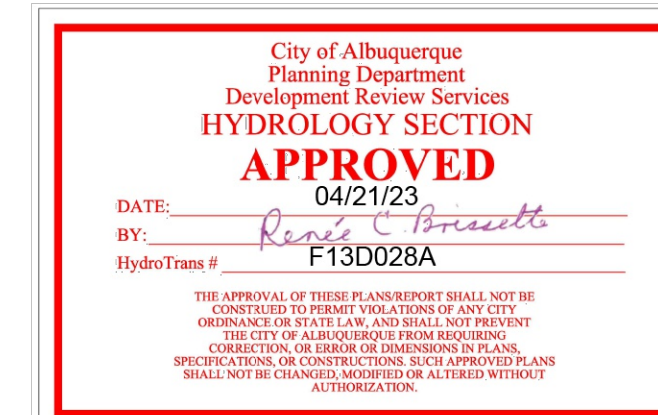 City of Albuquerque
Planning Department
Development Review Services
HYDROLOGY SECTION
APPROVED
DATE: 04/21/23
BY: Renée C. Brissette
HydroTrans # F13D028A
THE APPROVAL OF THESE PLANS/REPORT SHALL NOT BE
CONSTRUED TO PERMIT VIOLATIONS OF ANY CITY
ORDINANCE OR STATE LAW, AND SHALL NOT PREVENT
THE CITY OF ALBUQUERQUE FROM REQUIRING
CORRECTION, OR ERROR OR DIMENSIONS IN PLANS,
SPECIFICATIONS, OR CONSTRUCTIONS. SUCH APPROVED PLANS
SHALL NOT BE CHANGED, MODIFIED OR ALTERED WITHOUT
AUTHORIZATION.